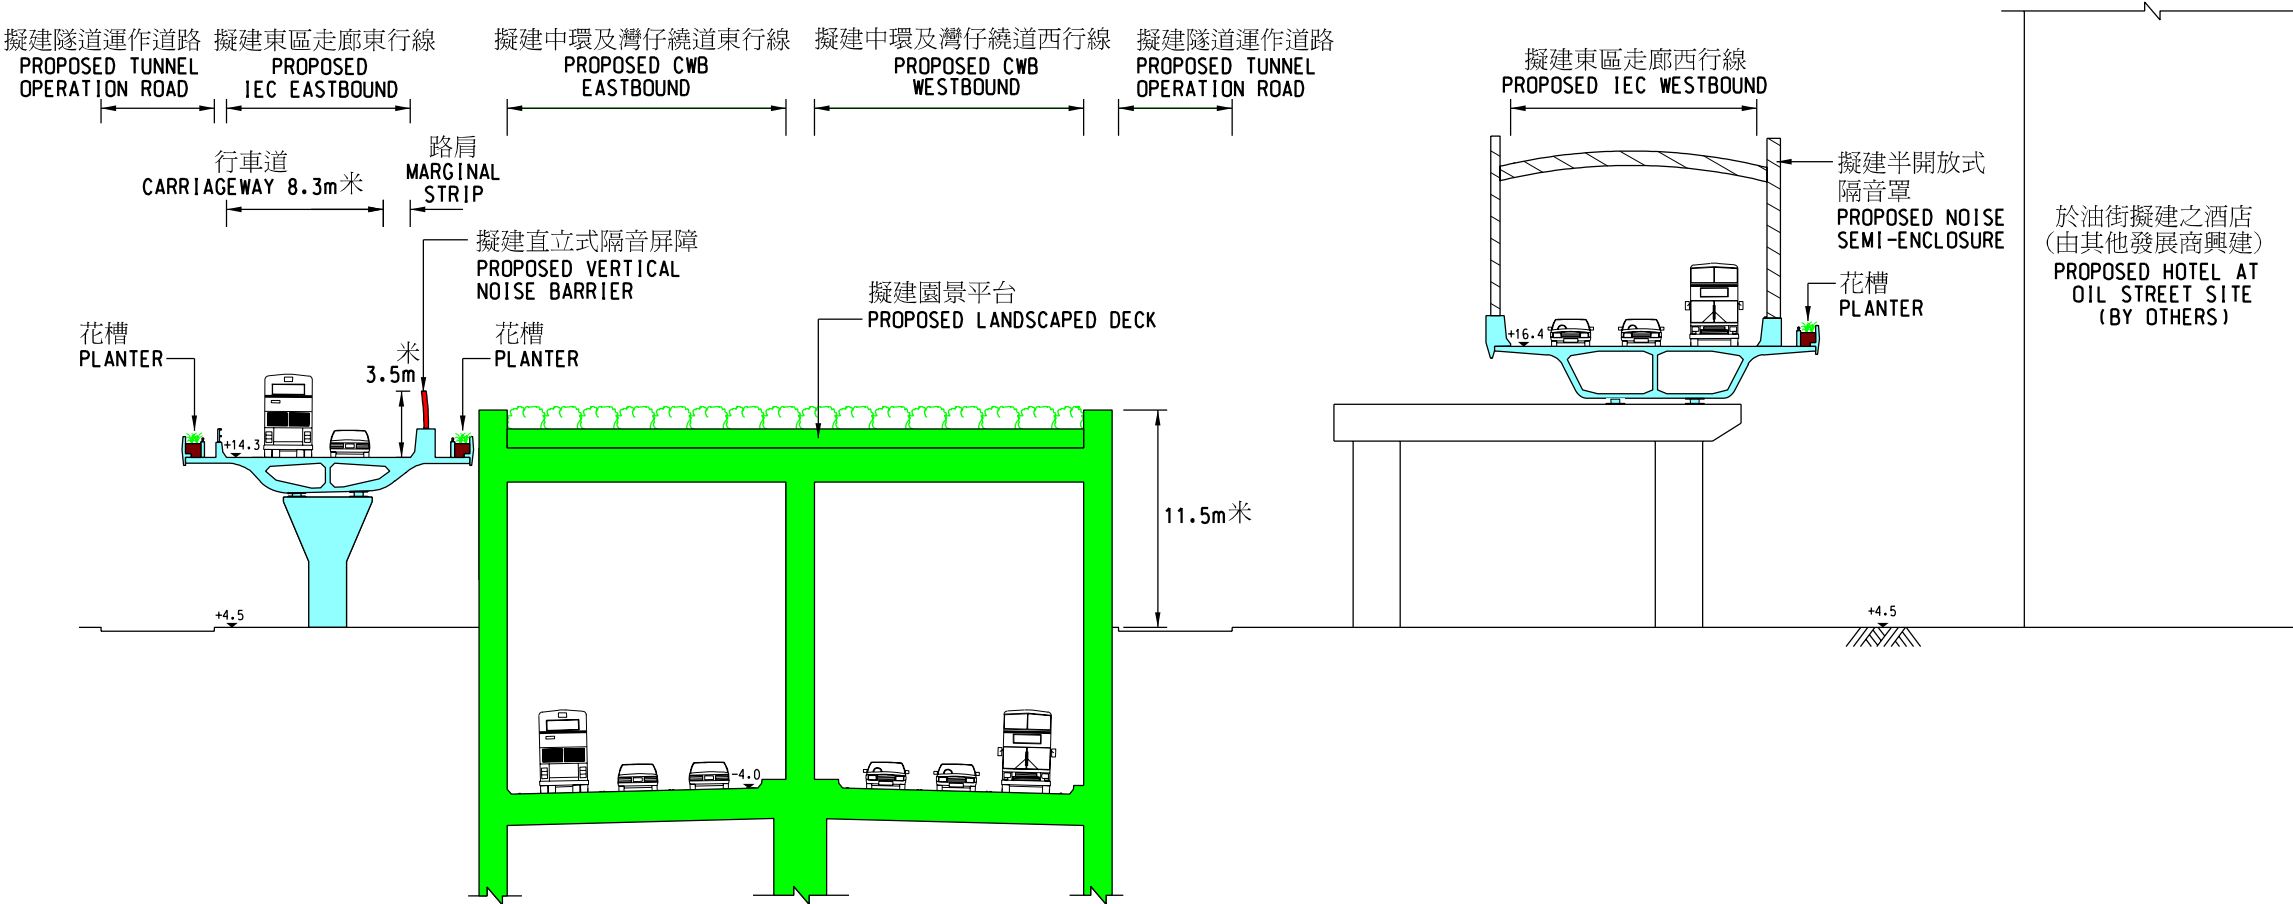 擬建隧道運作道路
PROPOSED TUNNEL
OPERATION ROAD
擬建東區走廊東行線
PROPOSED
IEC EASTBOUND
擬建中環及灣仔繞道東行線
PROPOSED CWB
EASTBOUND
擬建中環及灣仔繞道西行線
PROPOSED CWB
WESTBOUND
擬建隧道運作道路
PROPOSED TUNNEL
OPERATION ROAD
擬建東區走廊西行線
PROPOSED IEC WESTBOUND
行車道
CARRIAGEWAY 8.3m米
路肩
MARGINAL
STRIP
擬建直立式隔音屏障
PROPOSED VERTICAL
NOISE BARRIER
擬建半開放式
隔音罩
PROPOSED NOISE
SEMI-ENCLOSURE
於油街擬建之酒店
(由其他發展商興建)
PROPOSED HOTEL AT
OIL STREET SITE
(BY OTHERS)
擬建園景平台
PROPOSED LANDSCAPED DECK
花槽
PLANTER
花槽
PLANTER
米
3.5m
花槽
PLANTER
+16.4
+14.3
11.5m米
+4.5
+4.5
-4.0